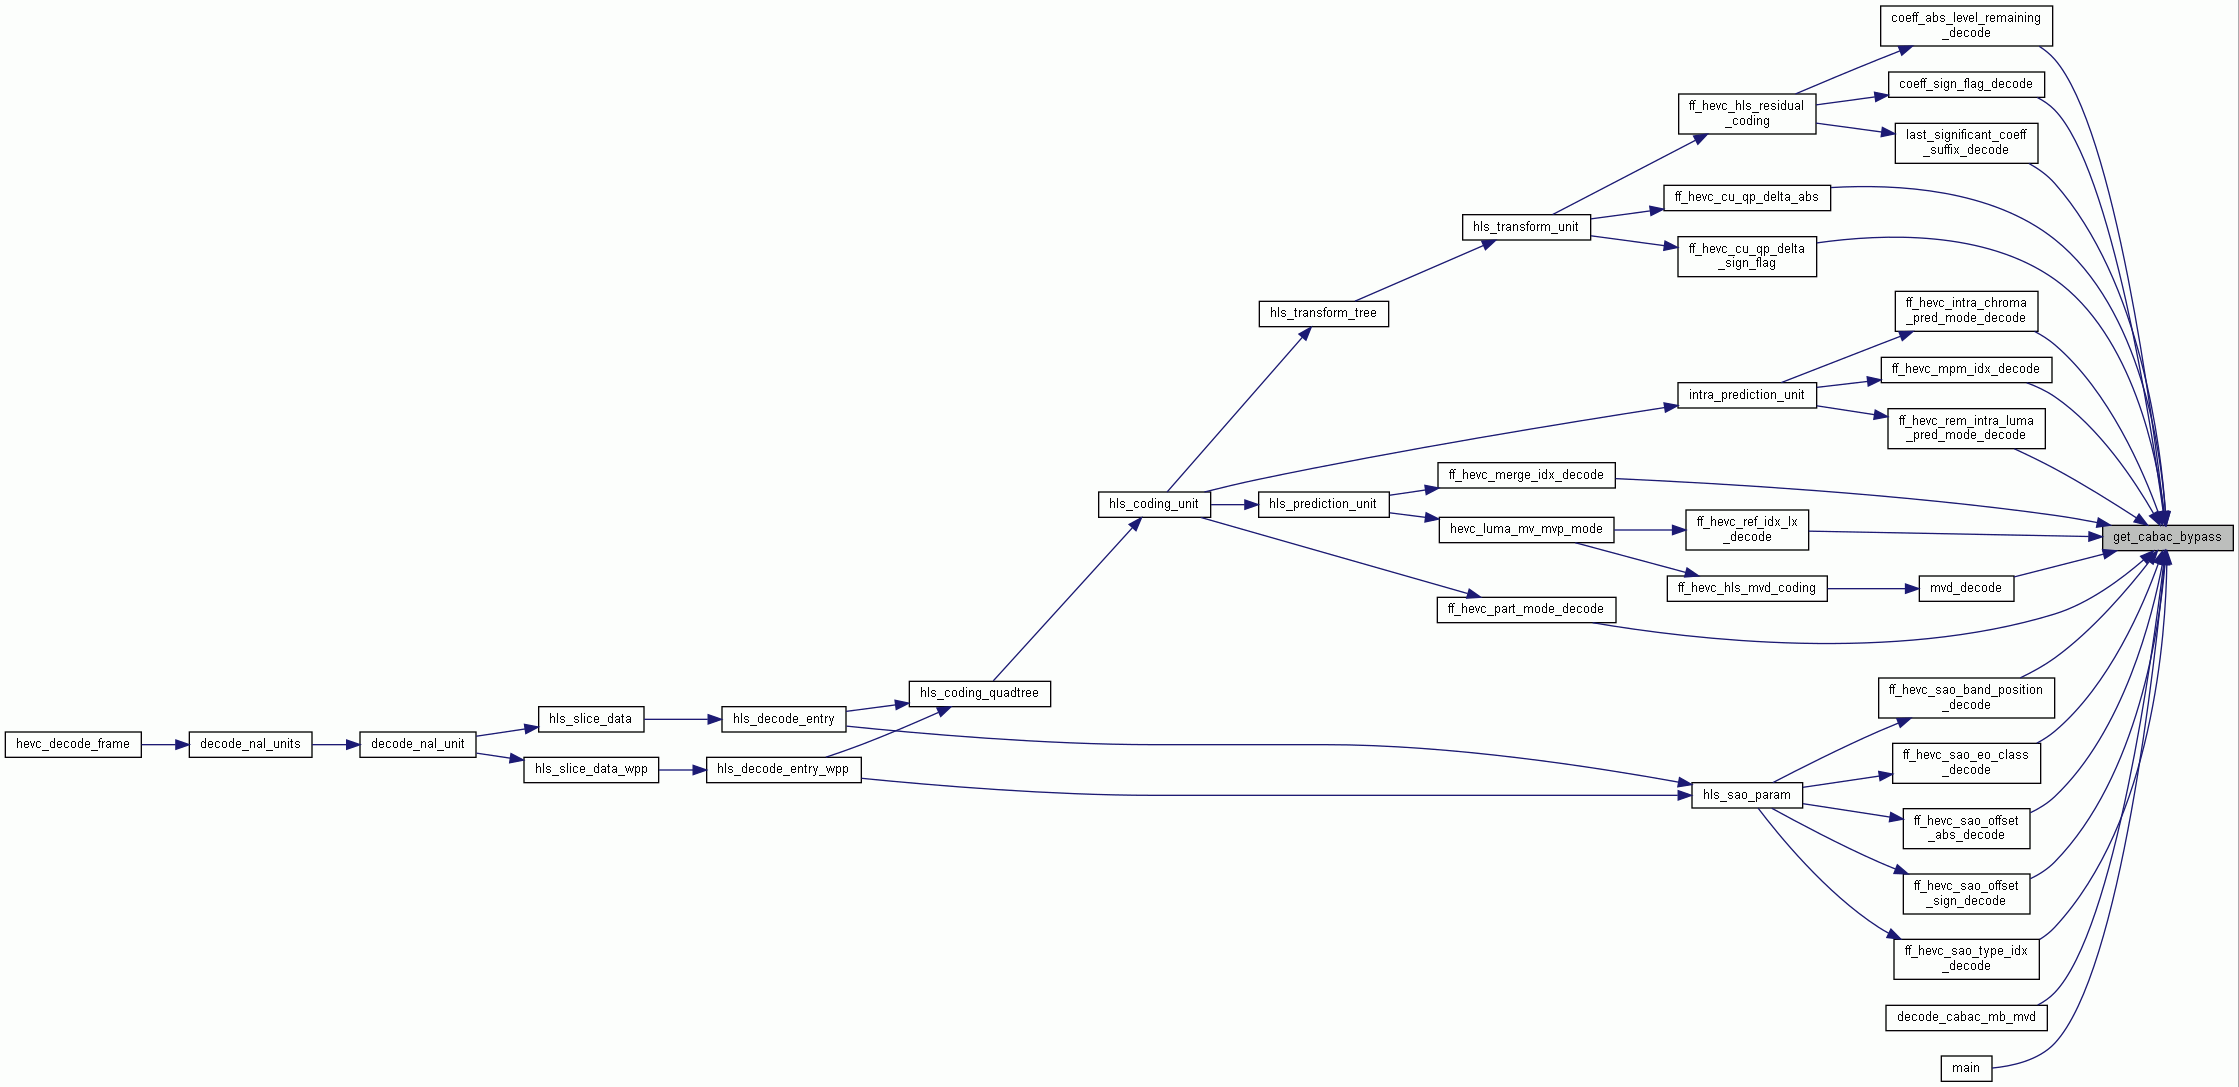 coeff_abs_level_remaining
_decode
coeff_sign_flag_decode
ff_hevc_hls_residual
_coding
last_significant_coeff
_suffix_decode
ff_hevc_cu_qp_delta_abs
hls_transform_unit
ff_hevc_cu_qp_delta
_sign_flag
ff_hevc_intra_chroma
_pred_mode_decode
hls_transform_tree
ff_hevc_mpm_idx_decode
intra_prediction_unit
ff_hevc_rem_intra_luma
_pred_mode_decode
ff_hevc_merge_idx_decode
hls_coding_unit
hls_prediction_unit
hevc_luma_mv_mvp_mode
ff_hevc_ref_idx_lx
_decode
get_cabac_bypass
ff_hevc_hls_mvd_coding
mvd_decode
ff_hevc_part_mode_decode
hls_coding_quadtree
ff_hevc_sao_band_position
_decode
hls_slice_data
hls_decode_entry
hevc_decode_frame
decode_nal_units
decode_nal_unit
ff_hevc_sao_eo_class
_decode
hls_slice_data_wpp
hls_decode_entry_wpp
hls_sao_param
ff_hevc_sao_offset
_abs_decode
ff_hevc_sao_offset
_sign_decode
ff_hevc_sao_type_idx
_decode
decode_cabac_mb_mvd
main